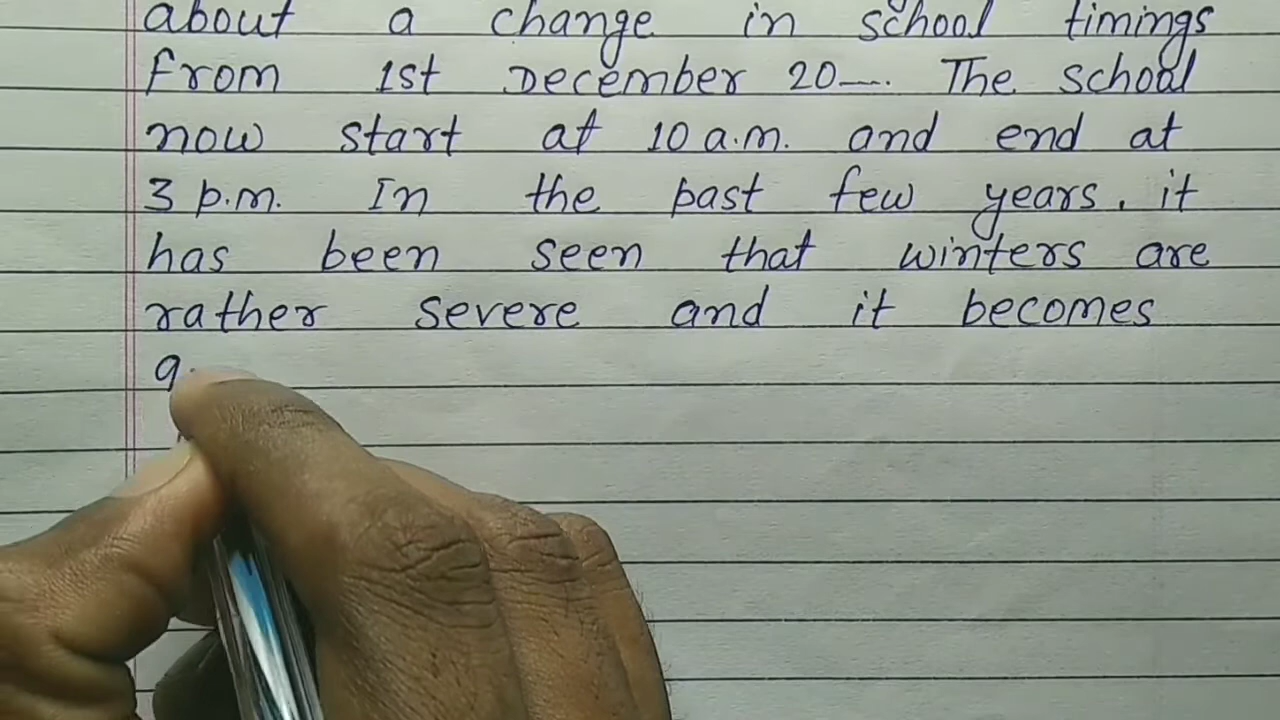 about a change in school timings
from 1st December 20—. The school
now start at 10 a.m. and end at
3 p.m. In the past few years, it
has been seen that winters are
rather severe and it becomes